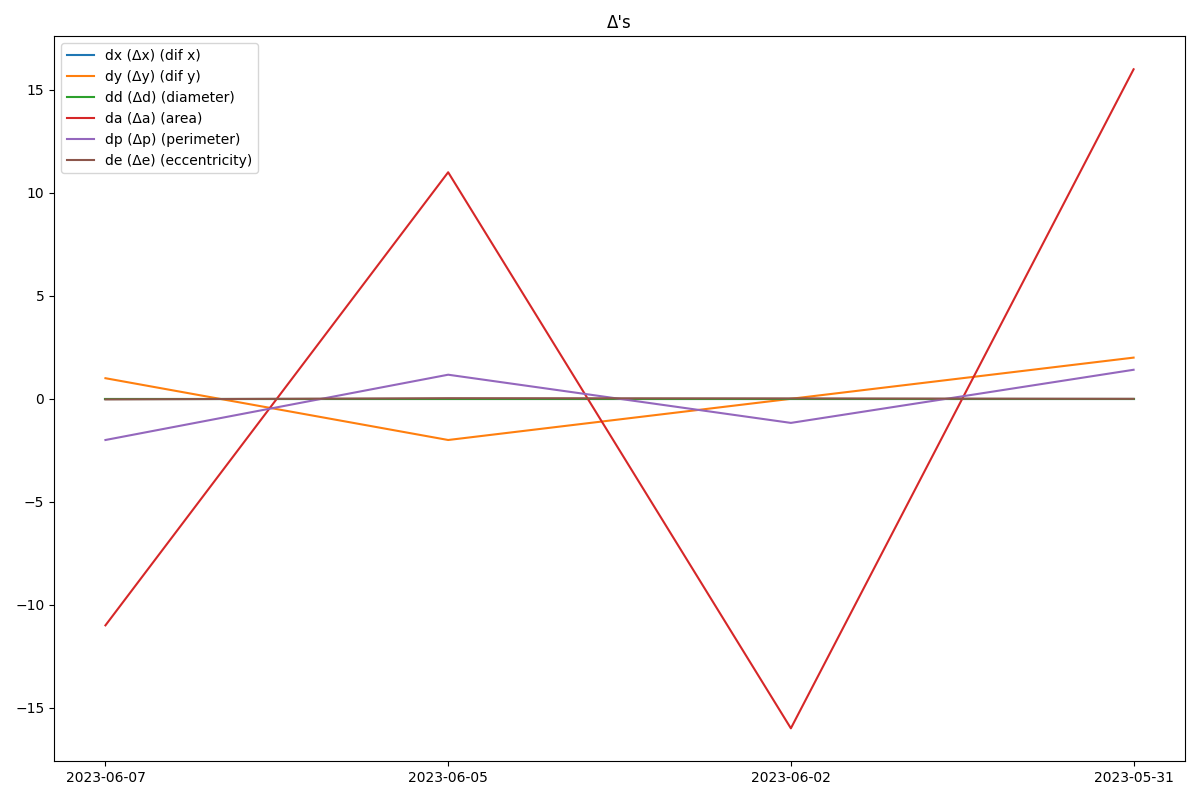 Δ's
dx (Δx) (dif x)
dy (Δy) (dif y)
dd (Δd) (diameter)
da (Δa) (area)
dp (Δp) (perimeter)
de (Δe) (eccentricity)
15
10
5
0
−5
−10
−15
2023-06-07 2023-06-05 2023-06-02 2023-05-31